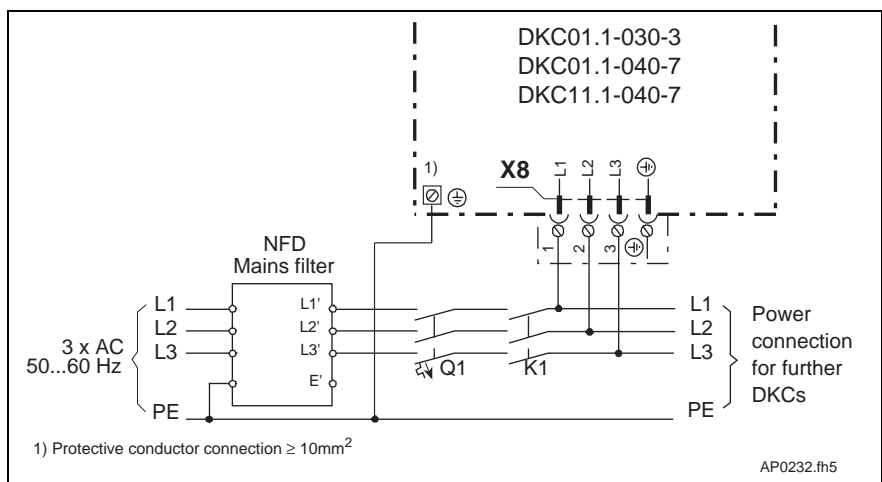 DKC01.1-030-3
DKC01.1-040-7
DKC11.1-040-7
1)
X8
L1
L2
L3
1
2
3
NFD
Mains filter
L1
L2
L3
3 x AC
50...60 Hz
PE
L1'
L2'
L3'
E'
Q1
K1
L1
L2
L3
PE
Power
connection
for further
DKCs
1) Protective conductor connection ≥ 10mm²
AP0232.fh5